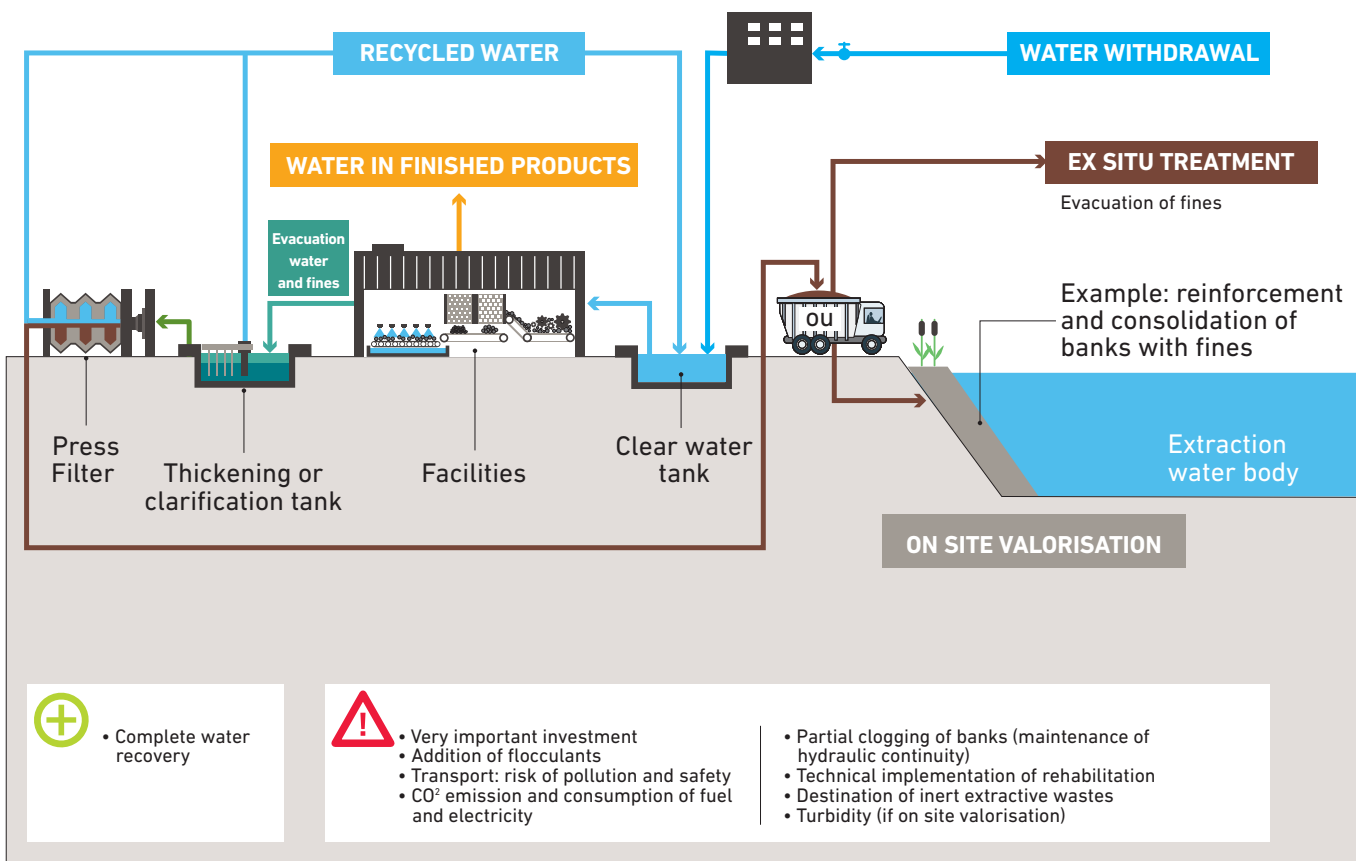 RECYCLED WATER
WATER WITHDRAWAL
WATER IN FINISHED PRODUCTS
EX SITU TREATMENT
Evacuation of fines
Evacuation
water
and fines
ou
Example: reinforcement
and consolidation of
banks with fines
Press
Filter
Thickening or
clarification tank
Facilities
Clear water
tank
Extraction
water body
ON SITE VALORISATION
• Complete water
recovery
!
• Very important investment
• Addition of flocculants
• Transport: risk of pollution and safety
• CO² emission and consumption of fuel
and electricity
• Partial clogging of banks (maintenance of
hydraulic continuity)
• Technical implementation of rehabilitation
• Destination of inert extractive wastes
• Turbidity (if on site valorisation)